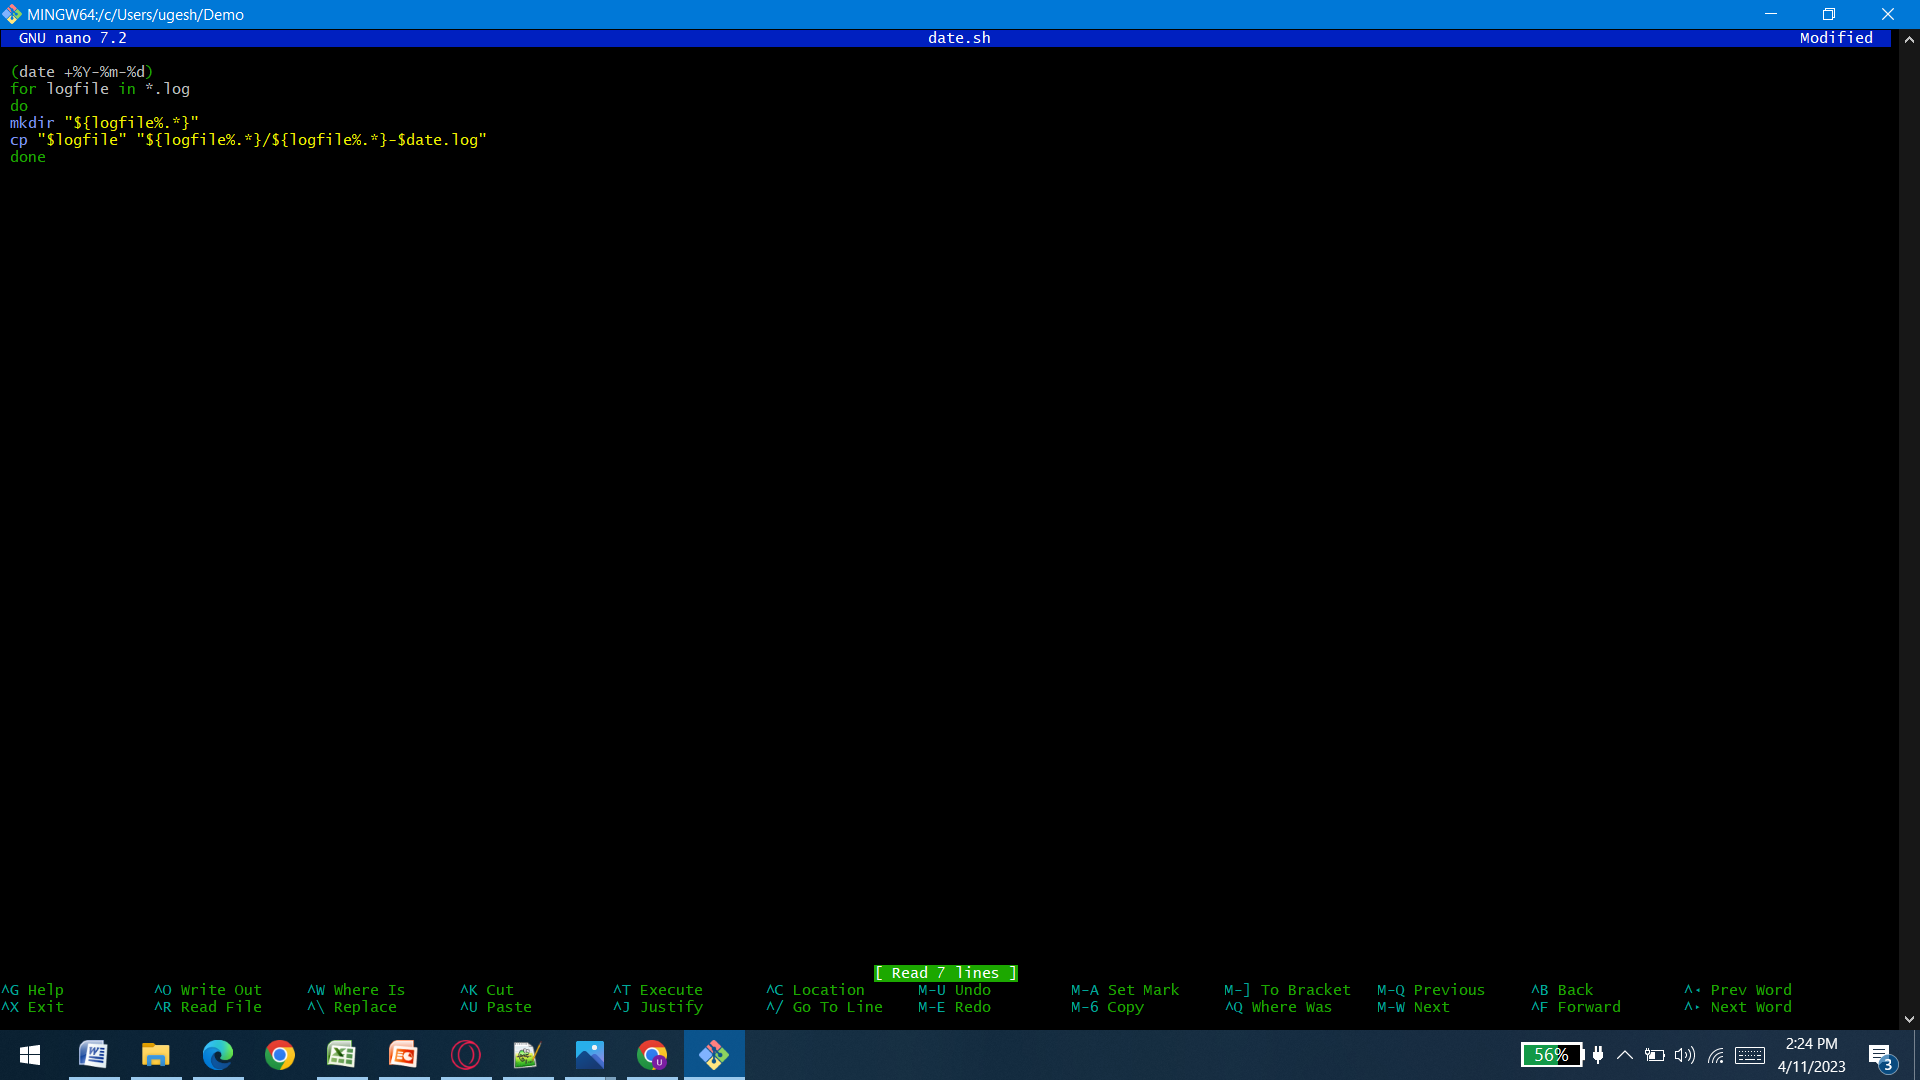 MINGW64:/c/Users/ugesh/Demo
GNU nano 7.2 date.sh Modified
(date +%Y-%m-%d)
for logfile in *.log
do
mkdir "${logfile%.*}"
cp "$logfile" "${logfile%.*}/${logfile%.*}-$date.log"
done
[ Read 7 lines ]
^G Help ^O Write Out ^W Where Is ^K Cut ^T Execute ^C Location M-U Undo M-A Set Mark M-] To Bracket M-Q Previous ^B Back ^◂ Prev Word
^X Exit ^R Read File ^\ Replace ^U Paste ^J Justify ^/ Go To Line M-E Redo M-6 Copy ^Q Where Was M-W Next ^F Forward ^▸ Next Word
56% 2:24 PM
4/11/2023 3